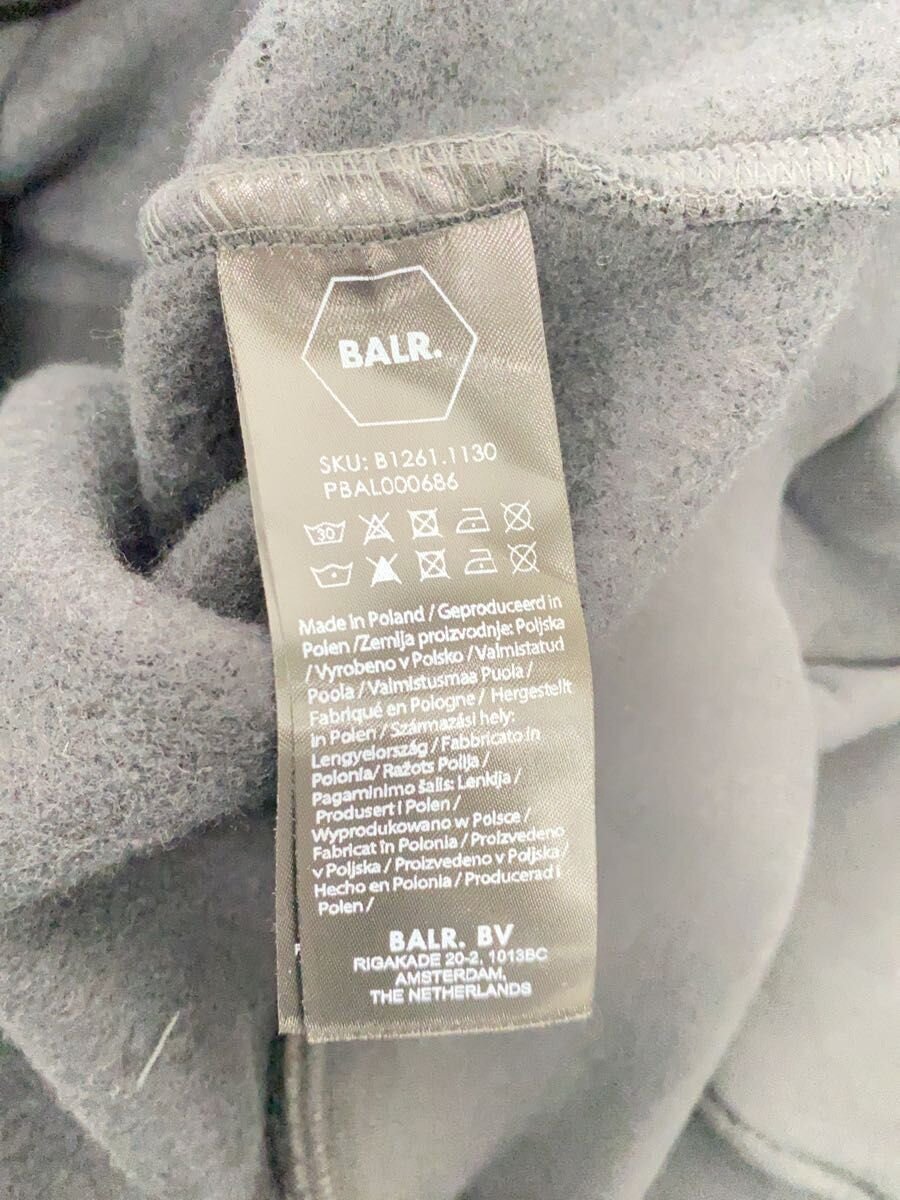 BALR.
SKU: B1261.1130
PBAL000686
30
Made in Poland / Geproduceerd in
Polen /Zemlja proizvodnje: Poljska
/ Vyrobeno v Polsko / Valmistatud
Poola / Valmistusmaa Puola /
Fabriqué en Pologne / Hergestellt
in Polen / Származási hely:
Lengyelország / Fabbricato in
Polonia/ Ražots Polija /
Pagaminimo šalis: Lenkija /
Produsert i Polen /
Wyprodukowano w Polsce /
Fabricat în Polonia / Proizvedeno
v Poljska / Proizvedeno v Poljska /
Hecho en Polonia / Producerad i
Polen /
BALR. BV
RIGAKADE 20-2, 1013BC
AMSTERDAM,
THE NETHERLANDS